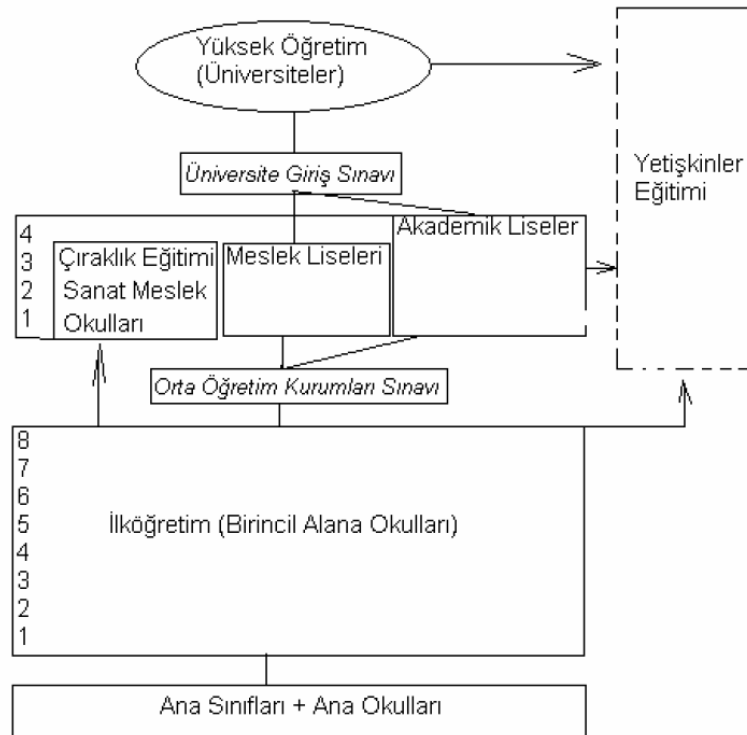 Yüksek Öğretim
(Üniversiteler)
Üniversite Giriş Sınavı
Yetişkinler
Eğitimi
4
3
2
1
Çıraklık Eğitimi
Sanat Meslek
Okulları
Meslek Liseleri
Akademik Liseler
Orta Öğretim Kurumları Sınavı
8
7
6
5
4
3
2
1
İlköğretim (Birincil Alana Okulları)
Ana Sınıfları + Ana Okulları